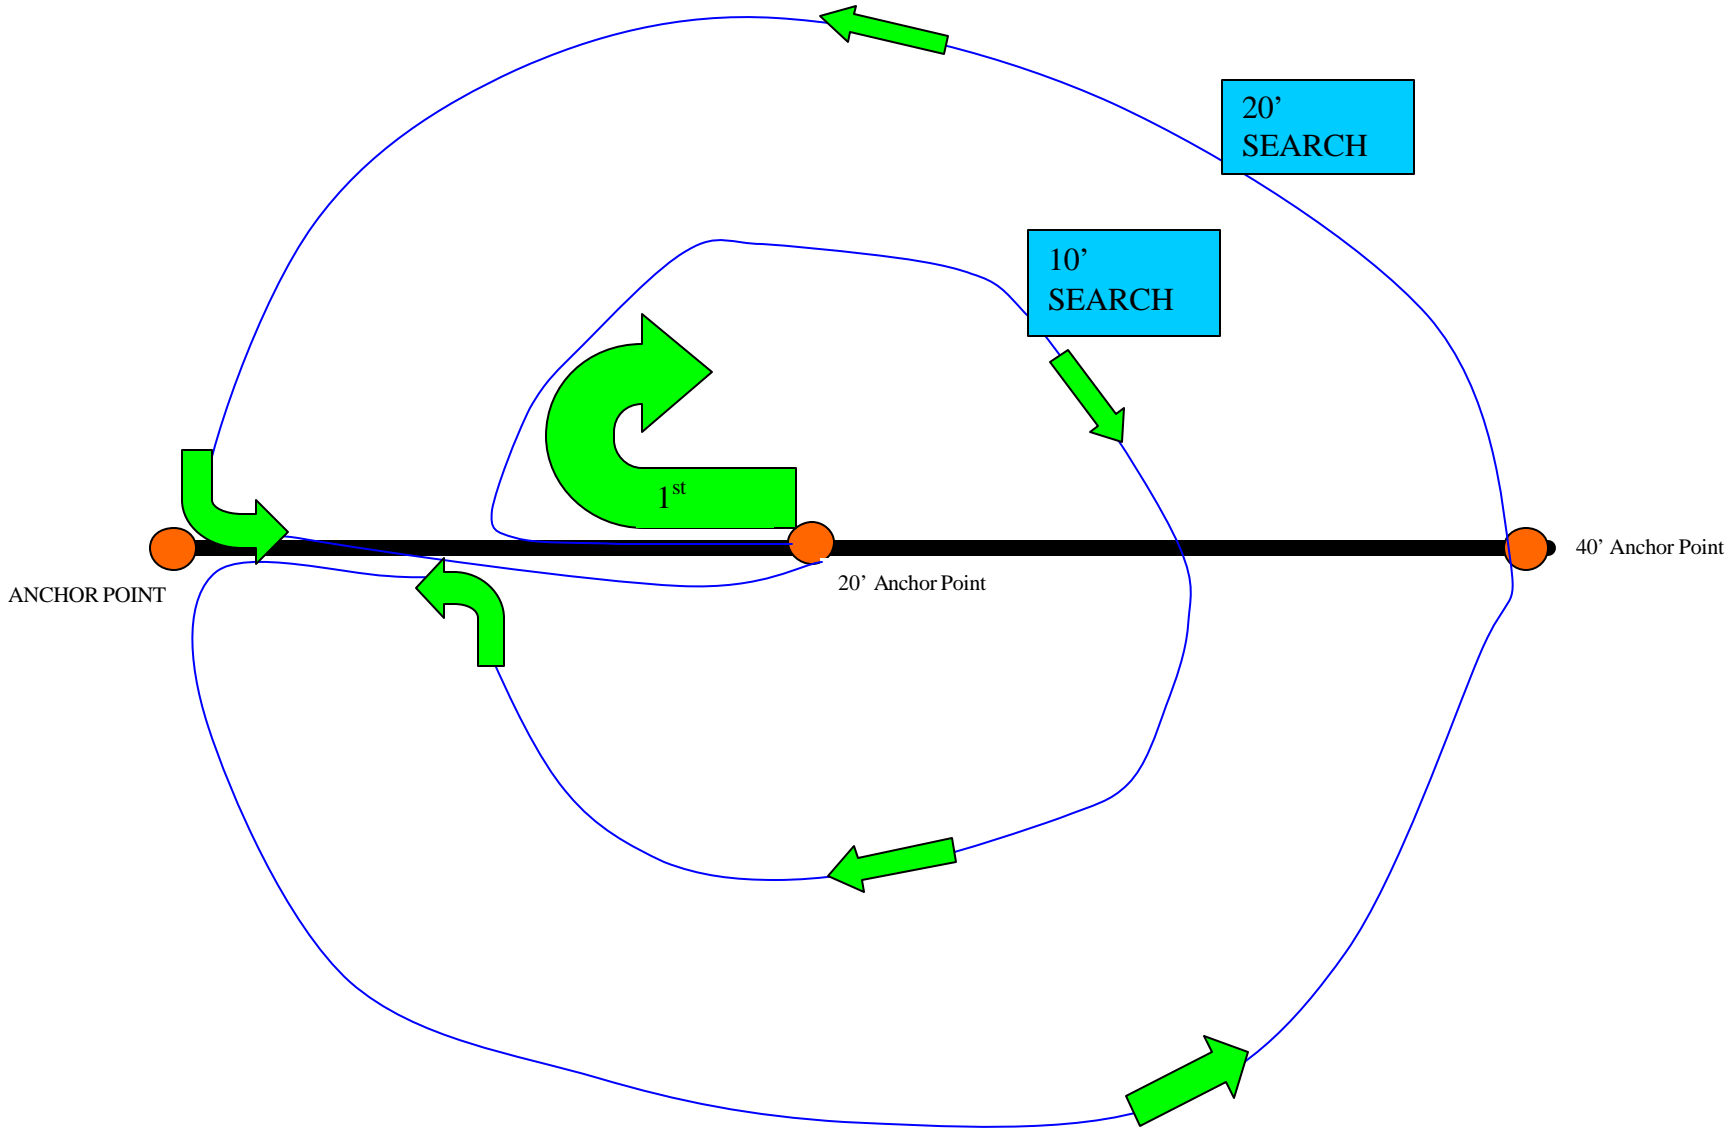 20’
SEARCH
10’
SEARCH
1st
40’ Anchor Point
20’ Anchor Point
ANCHOR POINT